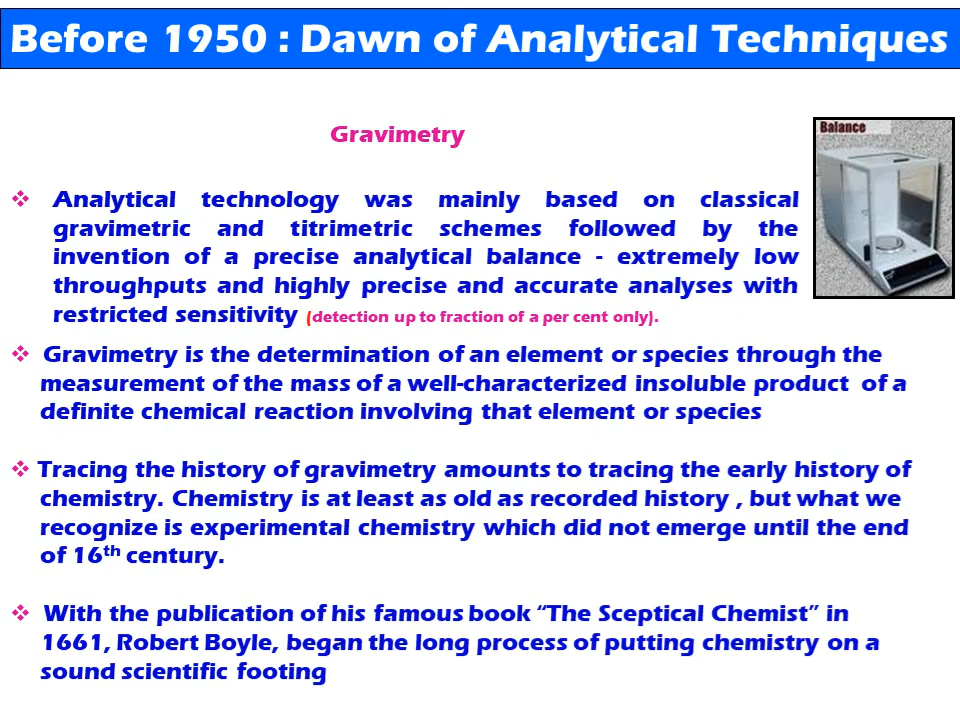 Before 1950 : Dawn of Analytical Techniques
Gravimetry
Balance
❖ Analytical technology was mainly based on classical
gravimetric and titrimetric schemes followed by the
invention of a precise analytical balance - extremely low
throughputs and highly precise and accurate analyses with
restricted sensitivity (detection up to fraction of a per cent only).
❖ Gravimetry is the determination of an element or species through the
measurement of the mass of a well-characterized insoluble product of a
definite chemical reaction involving that element or species
❖ Tracing the history of gravimetry amounts to tracing the early history of
chemistry. Chemistry is at least as old as recorded history , but what we
recognize is experimental chemistry which did not emerge until the end
of 16th century.
❖ With the publication of his famous book “The Sceptical Chemist” in
1661, Robert Boyle, began the long process of putting chemistry on a
sound scientific footing